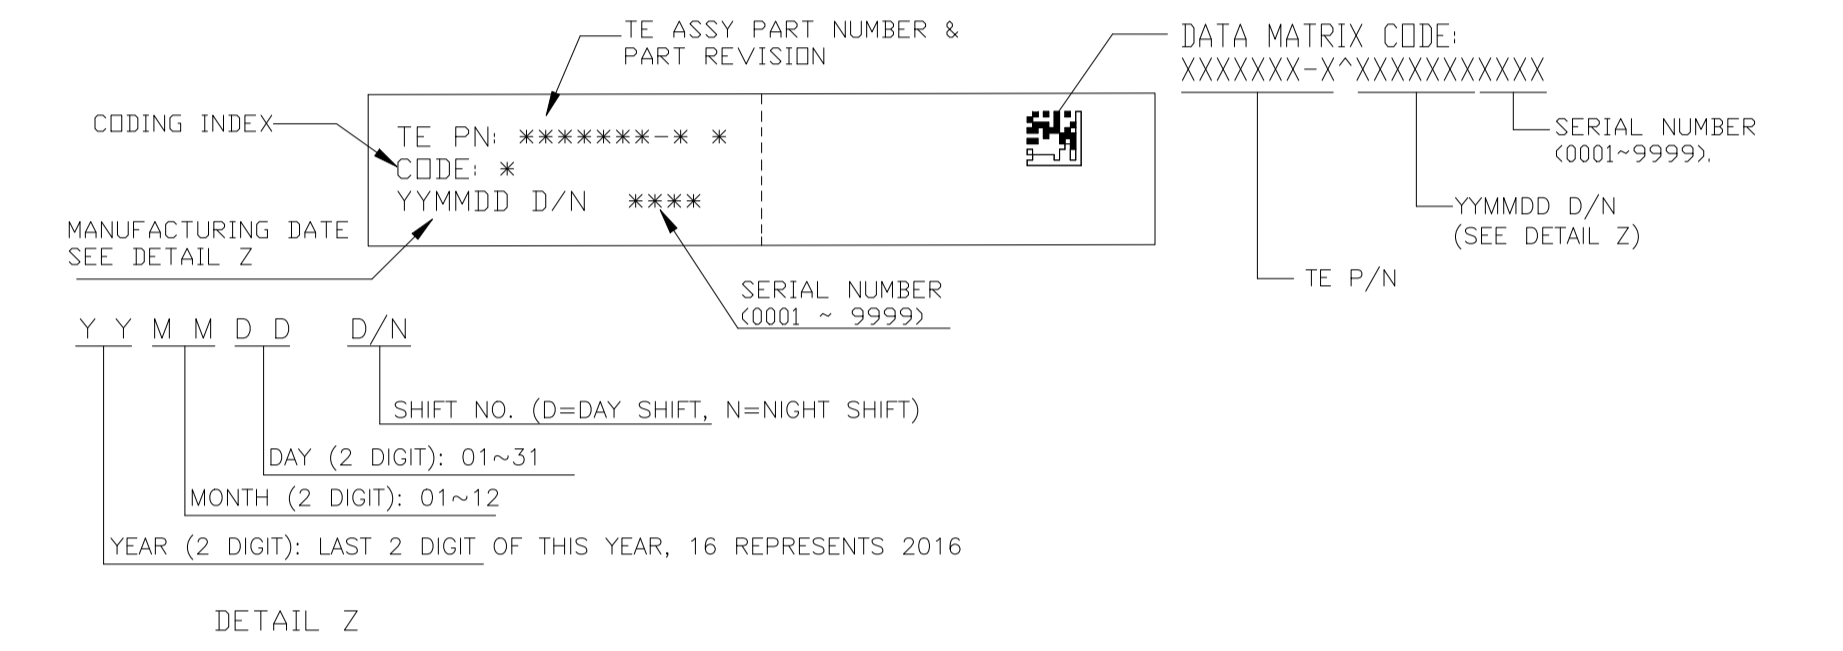 TE ASSY PART NUMBER &
PART REVISION
DATA MATRIX CODE:
XXXXXXX-X^XXXXXXXXXXX
CODING INDEX
TE PN: *******-* *
CODE: *
YYMMDD D/N ****
SERIAL NUMBER
(0001~9999).
MANUFACTURING DATE
SEE DETAIL Z
YYMMDD D/N
(SEE DETAIL Z)
TE P/N
SERIAL NUMBER
(0001 ~ 9999)
Y Y M M D D D/N
SHIFT NO. (D=DAY SHIFT, N=NIGHT SHIFT)
DAY (2 DIGIT): 01~31
MONTH (2 DIGIT): 01~12
YEAR (2 DIGIT): LAST 2 DIGIT OF THIS YEAR, 16 REPRESENTS 2016
DETAIL Z